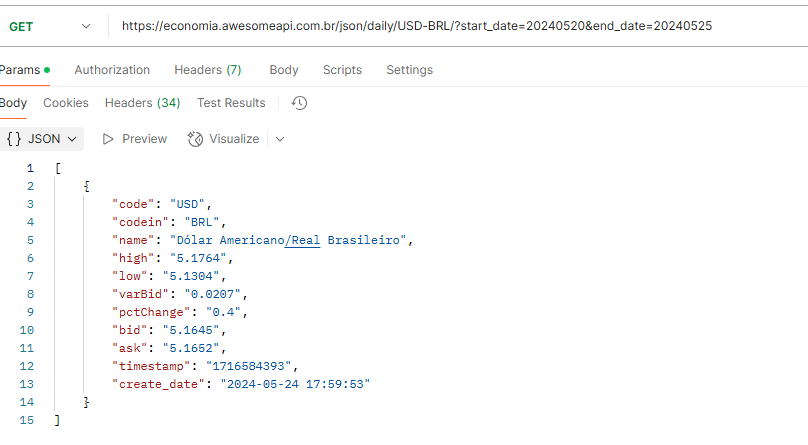 GET https://economia.awesomeapi.com.br/json/daily/USD-BRL/?start_date=20240520&end_date=20240525
Params Authorization Headers (7) Body Scripts Settings
Body Cookies Headers (34) Test Results
{} JSON Preview Visualize
1 [
2 {
3 "code": "USD",
4 "codein": "BRL",
5 "name": "Dólar Americano/Real Brasileiro",
6 "high": "5.1764",
7 "low": "5.1304",
8 "varBid": "0.0207",
9 "pctChange": "0.4",
10 "bid": "5.1645",
11 "ask": "5.1652",
12 "timestamp": "1716584393",
13 "create_date": "2024-05-24 17:59:53"
14 }
15 ]